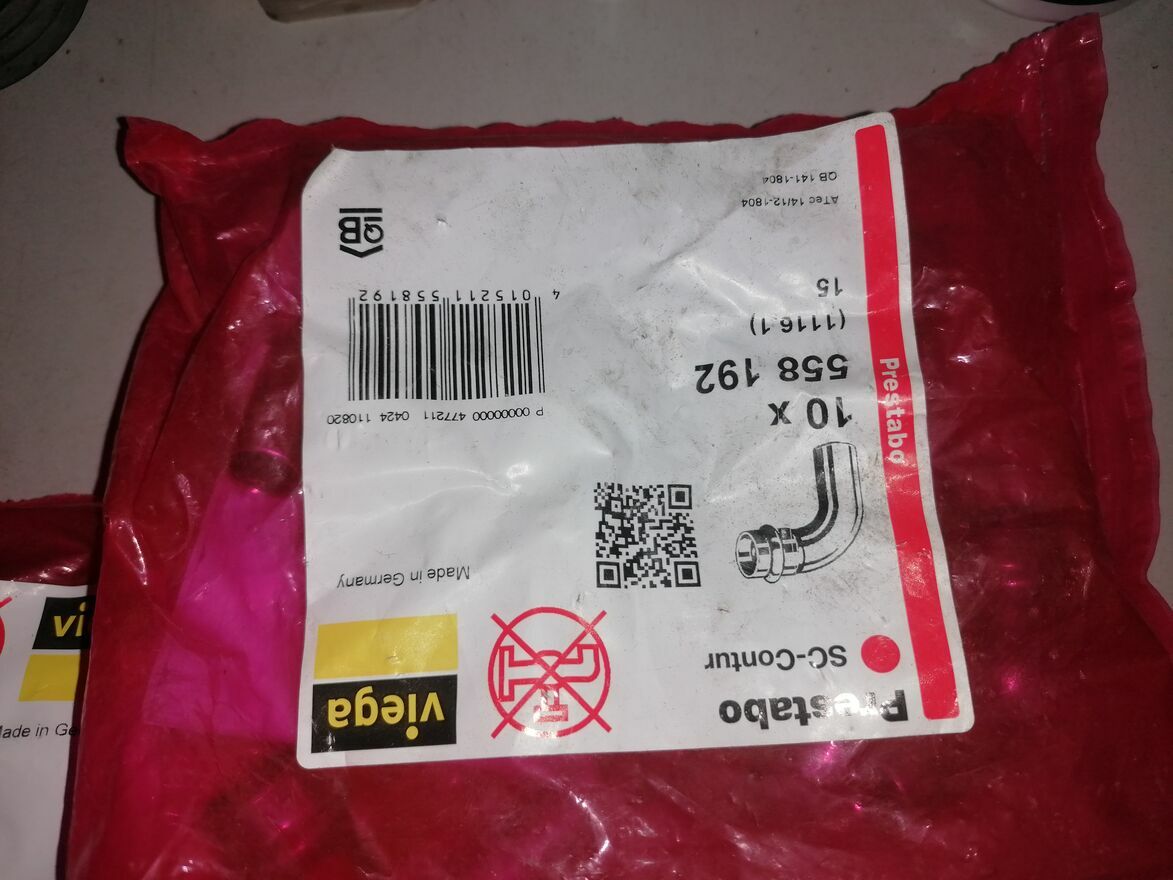 Prestabo
SC-Contur
viega
Made in Germany
10 x
558 192
(1116.1)
15
P 00000000 477211 0424 110820
4 015211 558192
ATec 14/12-1804
QB 141-1804
QB
Prestabo
vi
Made in Ge